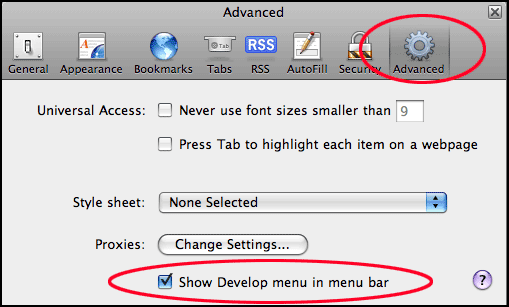 Advanced
Tab RSS
General Appearance Bookmarks Tabs RSS AutoFill Security Advanced
Universal Access: Never use font sizes smaller than 9
Press Tab to highlight each item on a webpage
Style sheet: None Selected
Proxies: Change Settings...
Show Develop menu in menu bar ?